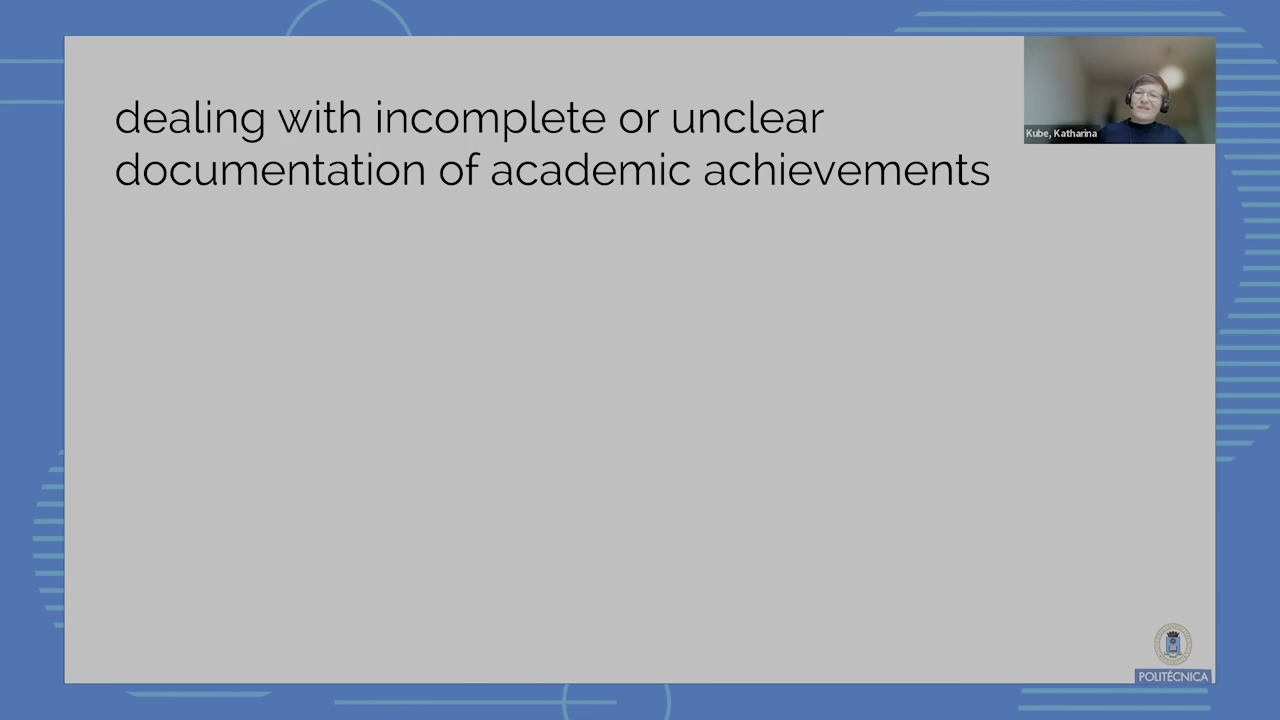 dealing with incomplete or unclear
documentation of academic achievements
Kube, Katharina
POLITÉCNICA